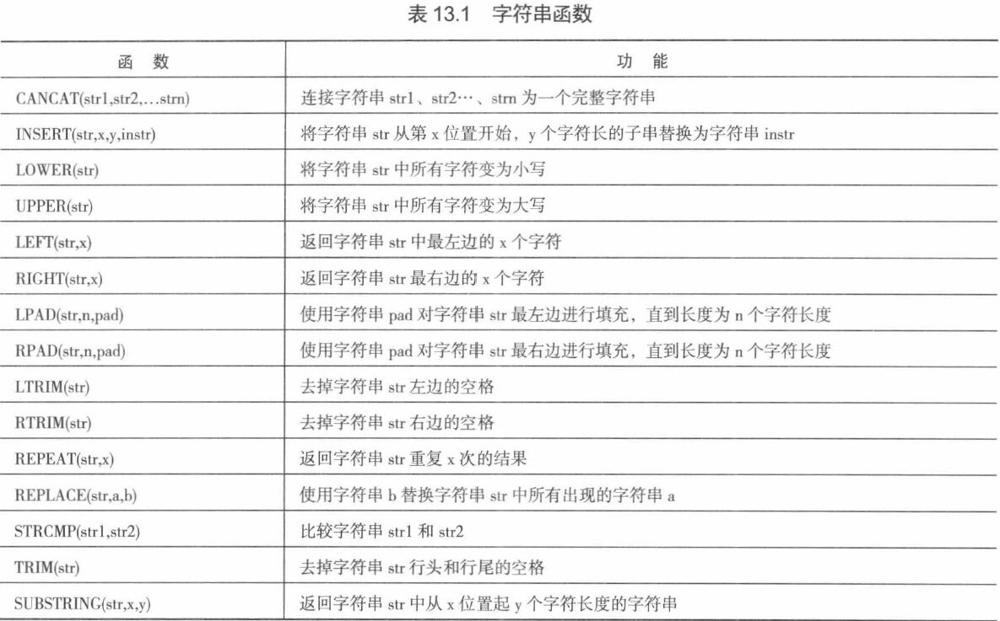 表 13.1 字符串函数
函 数 功 能
CANCAT(str1,str2,…strn) 连接字符串 str1、str2…、strn 为一个完整字符串
INSERT(str,x,y,instr) 将字符串 str 从第 x 位置开始，y 个字符长的子串替换为字符串 instr
LOWER(str) 将字符串 str 中所有字符变为小写
UPPER(str) 将字符串 str 中所有字符变为大写
LEFT(str,x) 返回字符串 str 中最左边的 x 个字符
RIGHT(str,x) 返回字符串 str 最右边的 x 个字符
LPAD(str,n,pad) 使用字符串 pad 对字符串 str 最左边进行填充，直到长度为 n 个字符长度
RPAD(str,n,pad) 使用字符串 pad 对字符串 str 最右边进行填充，直到长度为 n 个字符长度
LTRIM(str) 去掉字符串 str 左边的空格
RTRIM(str) 去掉字符串 str 右边的空格
REPEAT(str,x) 返回字符串 str 重复 x 次的结果
REPLACE(str,a,b) 使用字符串 b 替换字符串 str 中所有出现的字符串 a
STRCMP(str1,str2) 比较字符串 str1 和 str2
TRIM(str) 去掉字符串 str 行头和行尾的空格
SUBSTRING(str,x,y) 返回字符串 str 中从 x 位置起 y 个字符长度的字符串